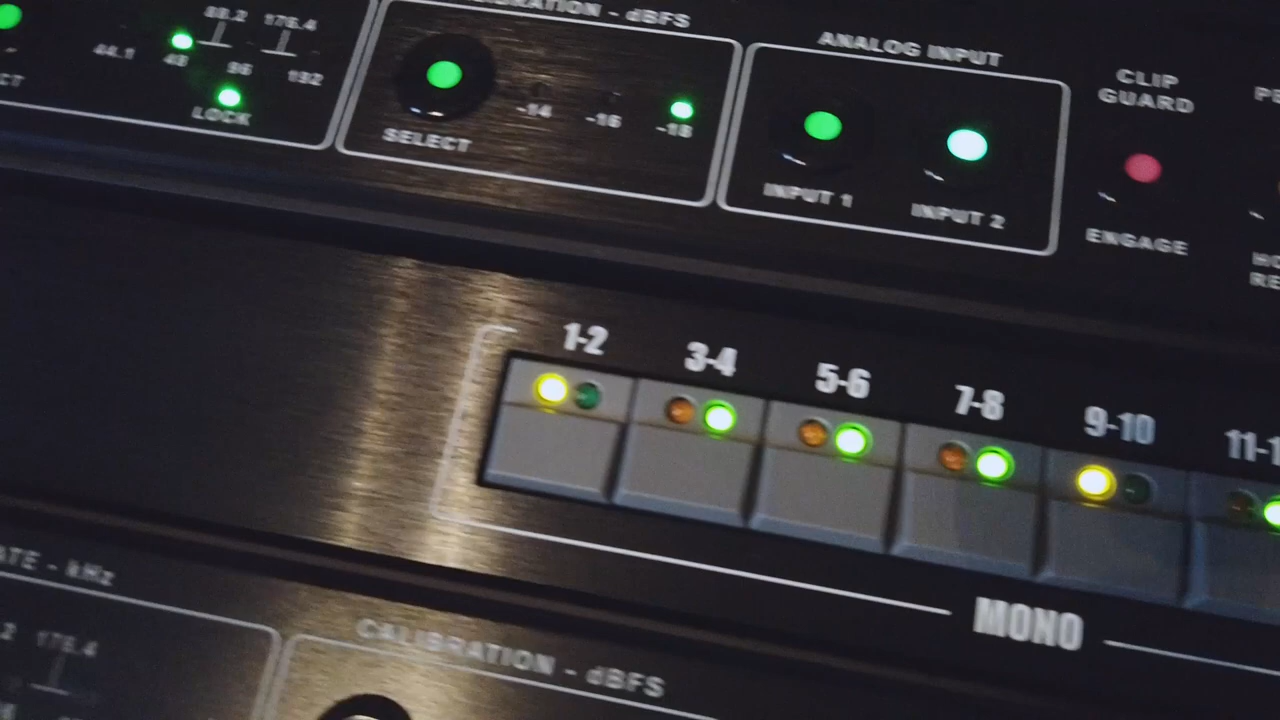 88.2 176.4
44.1 48 96 192
LOCK
CALIBRATION - dBFS
SELECT -14 -16 -18
ANALOG INPUT
INPUT 1 INPUT 2
CLIP
GUARD
ENGAGE
1-2 3-4 5-6 7-8 9-10
MONO
- kHz
176.4
CALIBRATION - dBFS